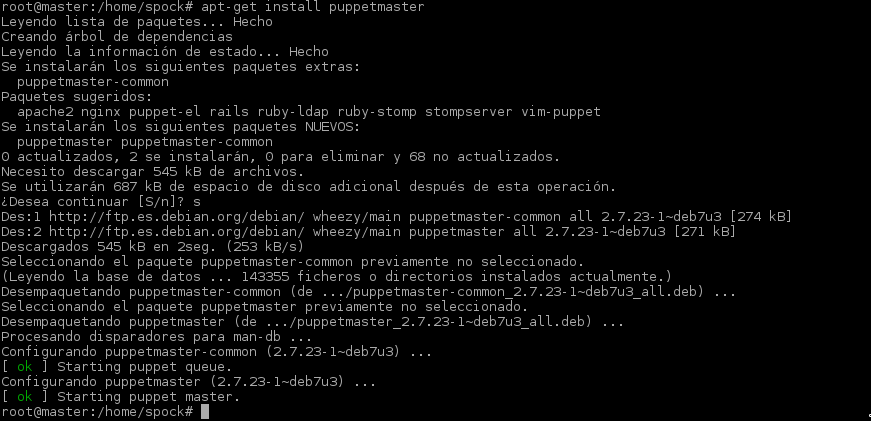 root@master:/home/spock# apt-get install puppetmaster
Leyendo lista de paquetes... Hecho
Creando árbol de dependencias
Leyendo la información de estado... Hecho
Se instalarán los siguientes paquetes extras:
  puppetmaster-common
Paquetes sugeridos:
  apache2 nginx puppet-el rails ruby-ldap ruby-stomp stompserver vim-puppet
Se instalarán los siguientes paquetes NUEVOS:
  puppetmaster puppetmaster-common
0 actualizados, 2 se instalarán, 0 para eliminar y 68 no actualizados.
Necesito descargar 545 kB de archivos.
Se utilizarán 687 kB de espacio de disco adicional después de esta operación.
¿Desea continuar [S/n]? s
Des:1 http://ftp.es.debian.org/debian/ wheezy/main puppetmaster-common all 2.7.23-1~deb7u3 [274 kB]
Des:2 http://ftp.es.debian.org/debian/ wheezy/main puppetmaster all 2.7.23-1~deb7u3 [271 kB]
Descargados 545 kB en 2seg. (253 kB/s)
Seleccionando el paquete puppetmaster-common previamente no seleccionado.
(Leyendo la base de datos ... 143355 ficheros o directorios instalados actualmente.)
Desempaquetando puppetmaster-common (de .../puppetmaster-common_2.7.23-1~deb7u3_all.deb) ...
Seleccionando el paquete puppetmaster previamente no seleccionado.
Desempaquetando puppetmaster (de .../puppetmaster_2.7.23-1~deb7u3_all.deb) ...
Procesando disparadores para man-db ...
Configurando puppetmaster-common (2.7.23-1~deb7u3) ...
[ ok ] Starting puppet queue.
Configurando puppetmaster (2.7.23-1~deb7u3) ...
[ ok ] Starting puppet master.
root@master:/home/spock#